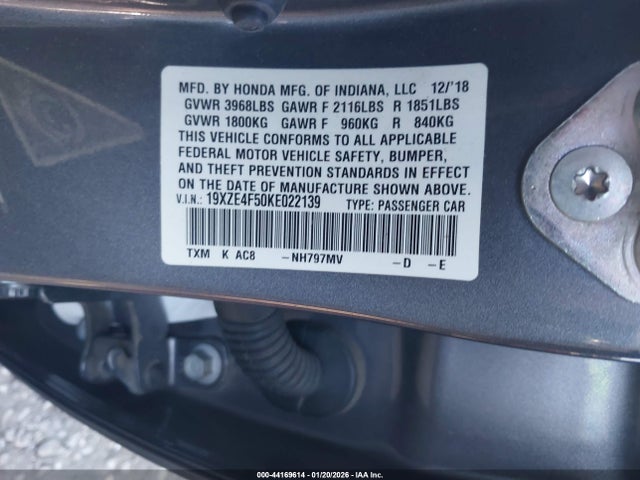 MFD. BY HONDA MFG. OF INDIANA, LLC 12/'18
GVWR 3968LBS GAWR F 2116LBS R 1851LBS
GVWR 1800KG GAWR F 960KG R 840KG
THIS VEHICLE CONFORMS TO ALL APPLICABLE
FEDERAL MOTOR VEHICLE SAFETY, BUMPER,
AND THEFT PREVENTION STANDARDS IN EFFECT
ON THE DATE OF MANUFACTURE SHOWN ABOVE.
V.I.N.: 19XZE4F50KE022139 TYPE: PASSENGER CAR
TXM K AC8 -NH797MV -D -E
000-44169614 | 01/20/2026 - IAAI, Inc.